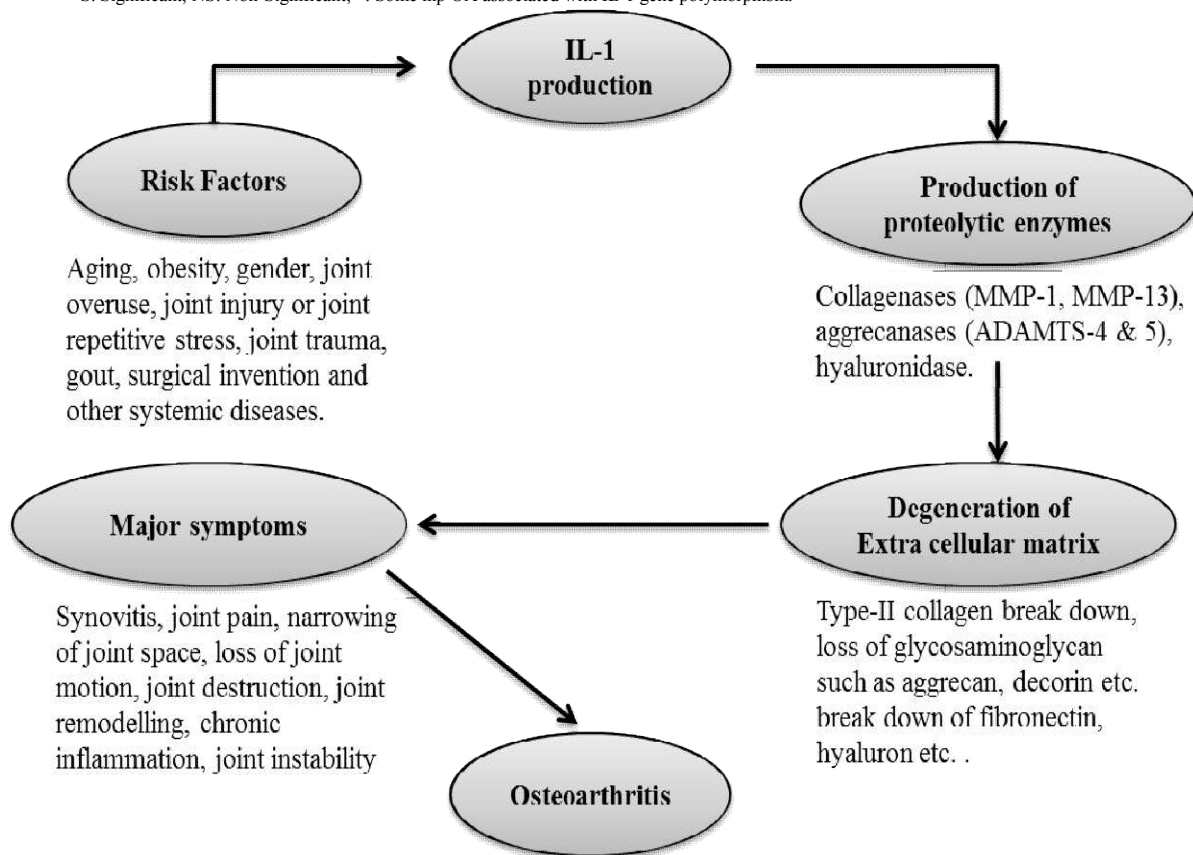 IL-1
production
Risk Factors
Aging, obesity, gender, joint
overuse, joint injury or joint
repetitive stress, joint trauma,
gout, surgical invention and
other systemic diseases.
Production of
proteolytic enzymes
Collagenases (MMP-1, MMP-13),
aggrecanases (ADAMTS-4 & 5),
hyaluronidase.
Degeneration of
Extra cellular matrix
Type-II collagen break down,
loss of glycosaminoglycan
such as aggrecan, decorin etc.
break down of fibronectin,
hyaluron etc. .
Major symptoms
Synovitis, joint pain, narrowing
of joint space, loss of joint
motion, joint destruction, joint
remodelling, chronic
inflammation, joint instability
Osteoarthritis